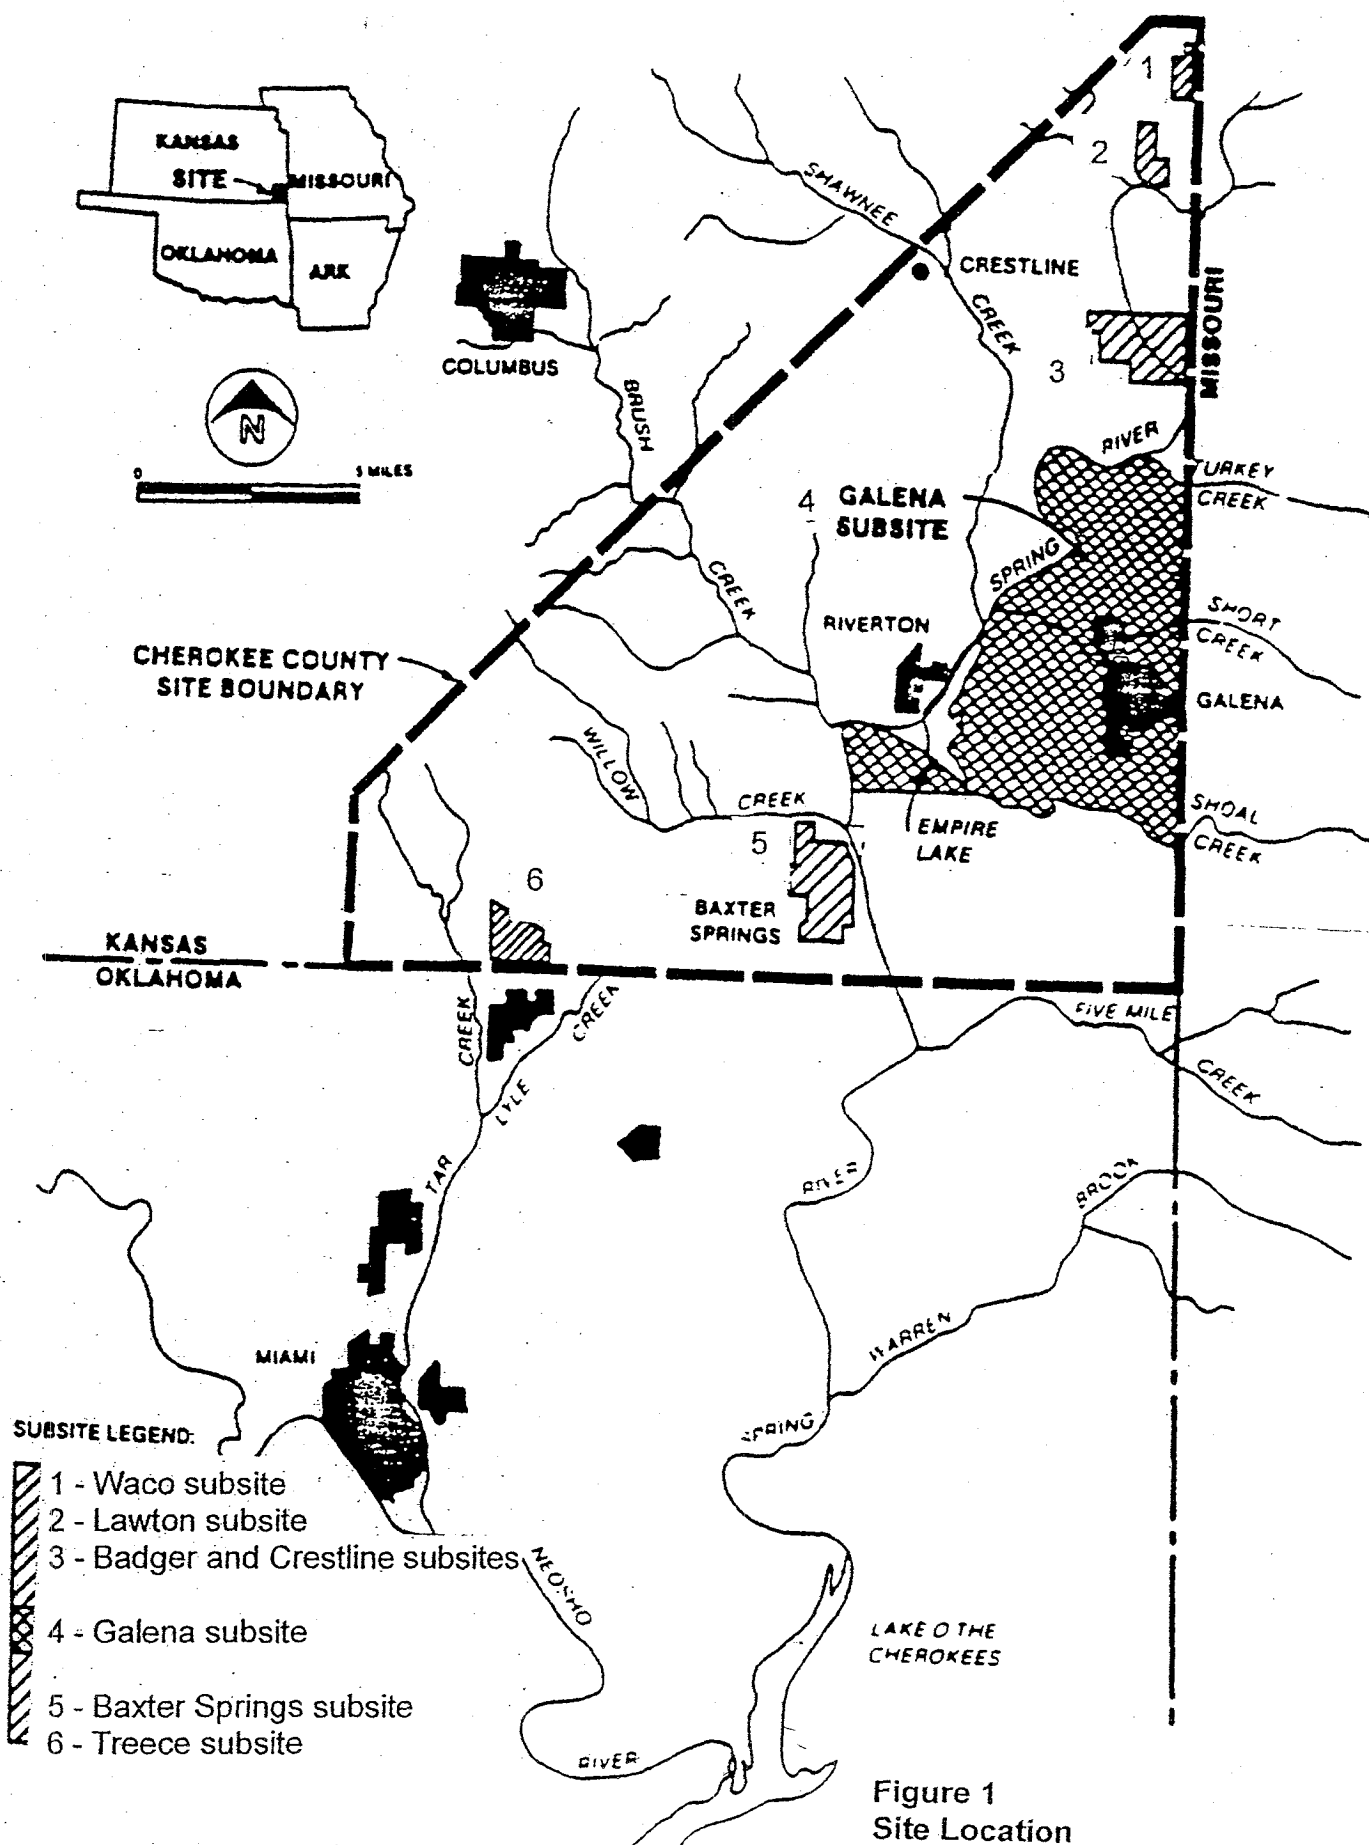 1
KANSAS
SITE
MISSOURI
OKLAHOMA
ARK
2
SHAWNEE
CREEK
CRESTLINE
MISSOURI
COLUMBUS
3
BRUSH
CREEK
N
0
5 MILES
RIVER
TURKEY
CREEK
4
GALENA
SUBSITE
SPRING
RIVERTON
SHORT
CREEK
CHEROKEE COUNTY
SITE BOUNDARY
GALENA
WILLOW
CREEK
EMPIRE
LAKE
SHOAL
CREEK
5
6
BAXTER
SPRINGS
KANSAS
OKLAHOMA
CREEK
CREEK
FIVE MILE
CREEK
LYLE
TAR
RIVER
BROOK
WARREN
MIAMI
SPRING
SUBSITE LEGEND:
1 - Waco subsite
2 - Lawton subsite
3 - Badger and Crestline subsites
4 - Galena subsite
5 - Baxter Springs subsite
6 - Treece subsite
NEOSHO
RIVER
LAKE O THE
CHEROKEES
Figure 1
Site Location